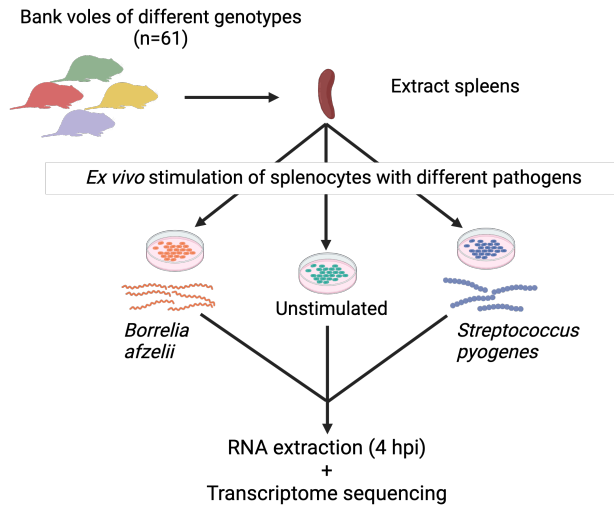 Bank voles of different genotypes
(n=61)
Extract spleens
Ex vivo stimulation of splenocytes with different pathogens
Unstimulated
Borrelia
afzelii
Streptococcus
pyogenes
RNA extraction (4 hpi)
+
Transcriptome sequencing